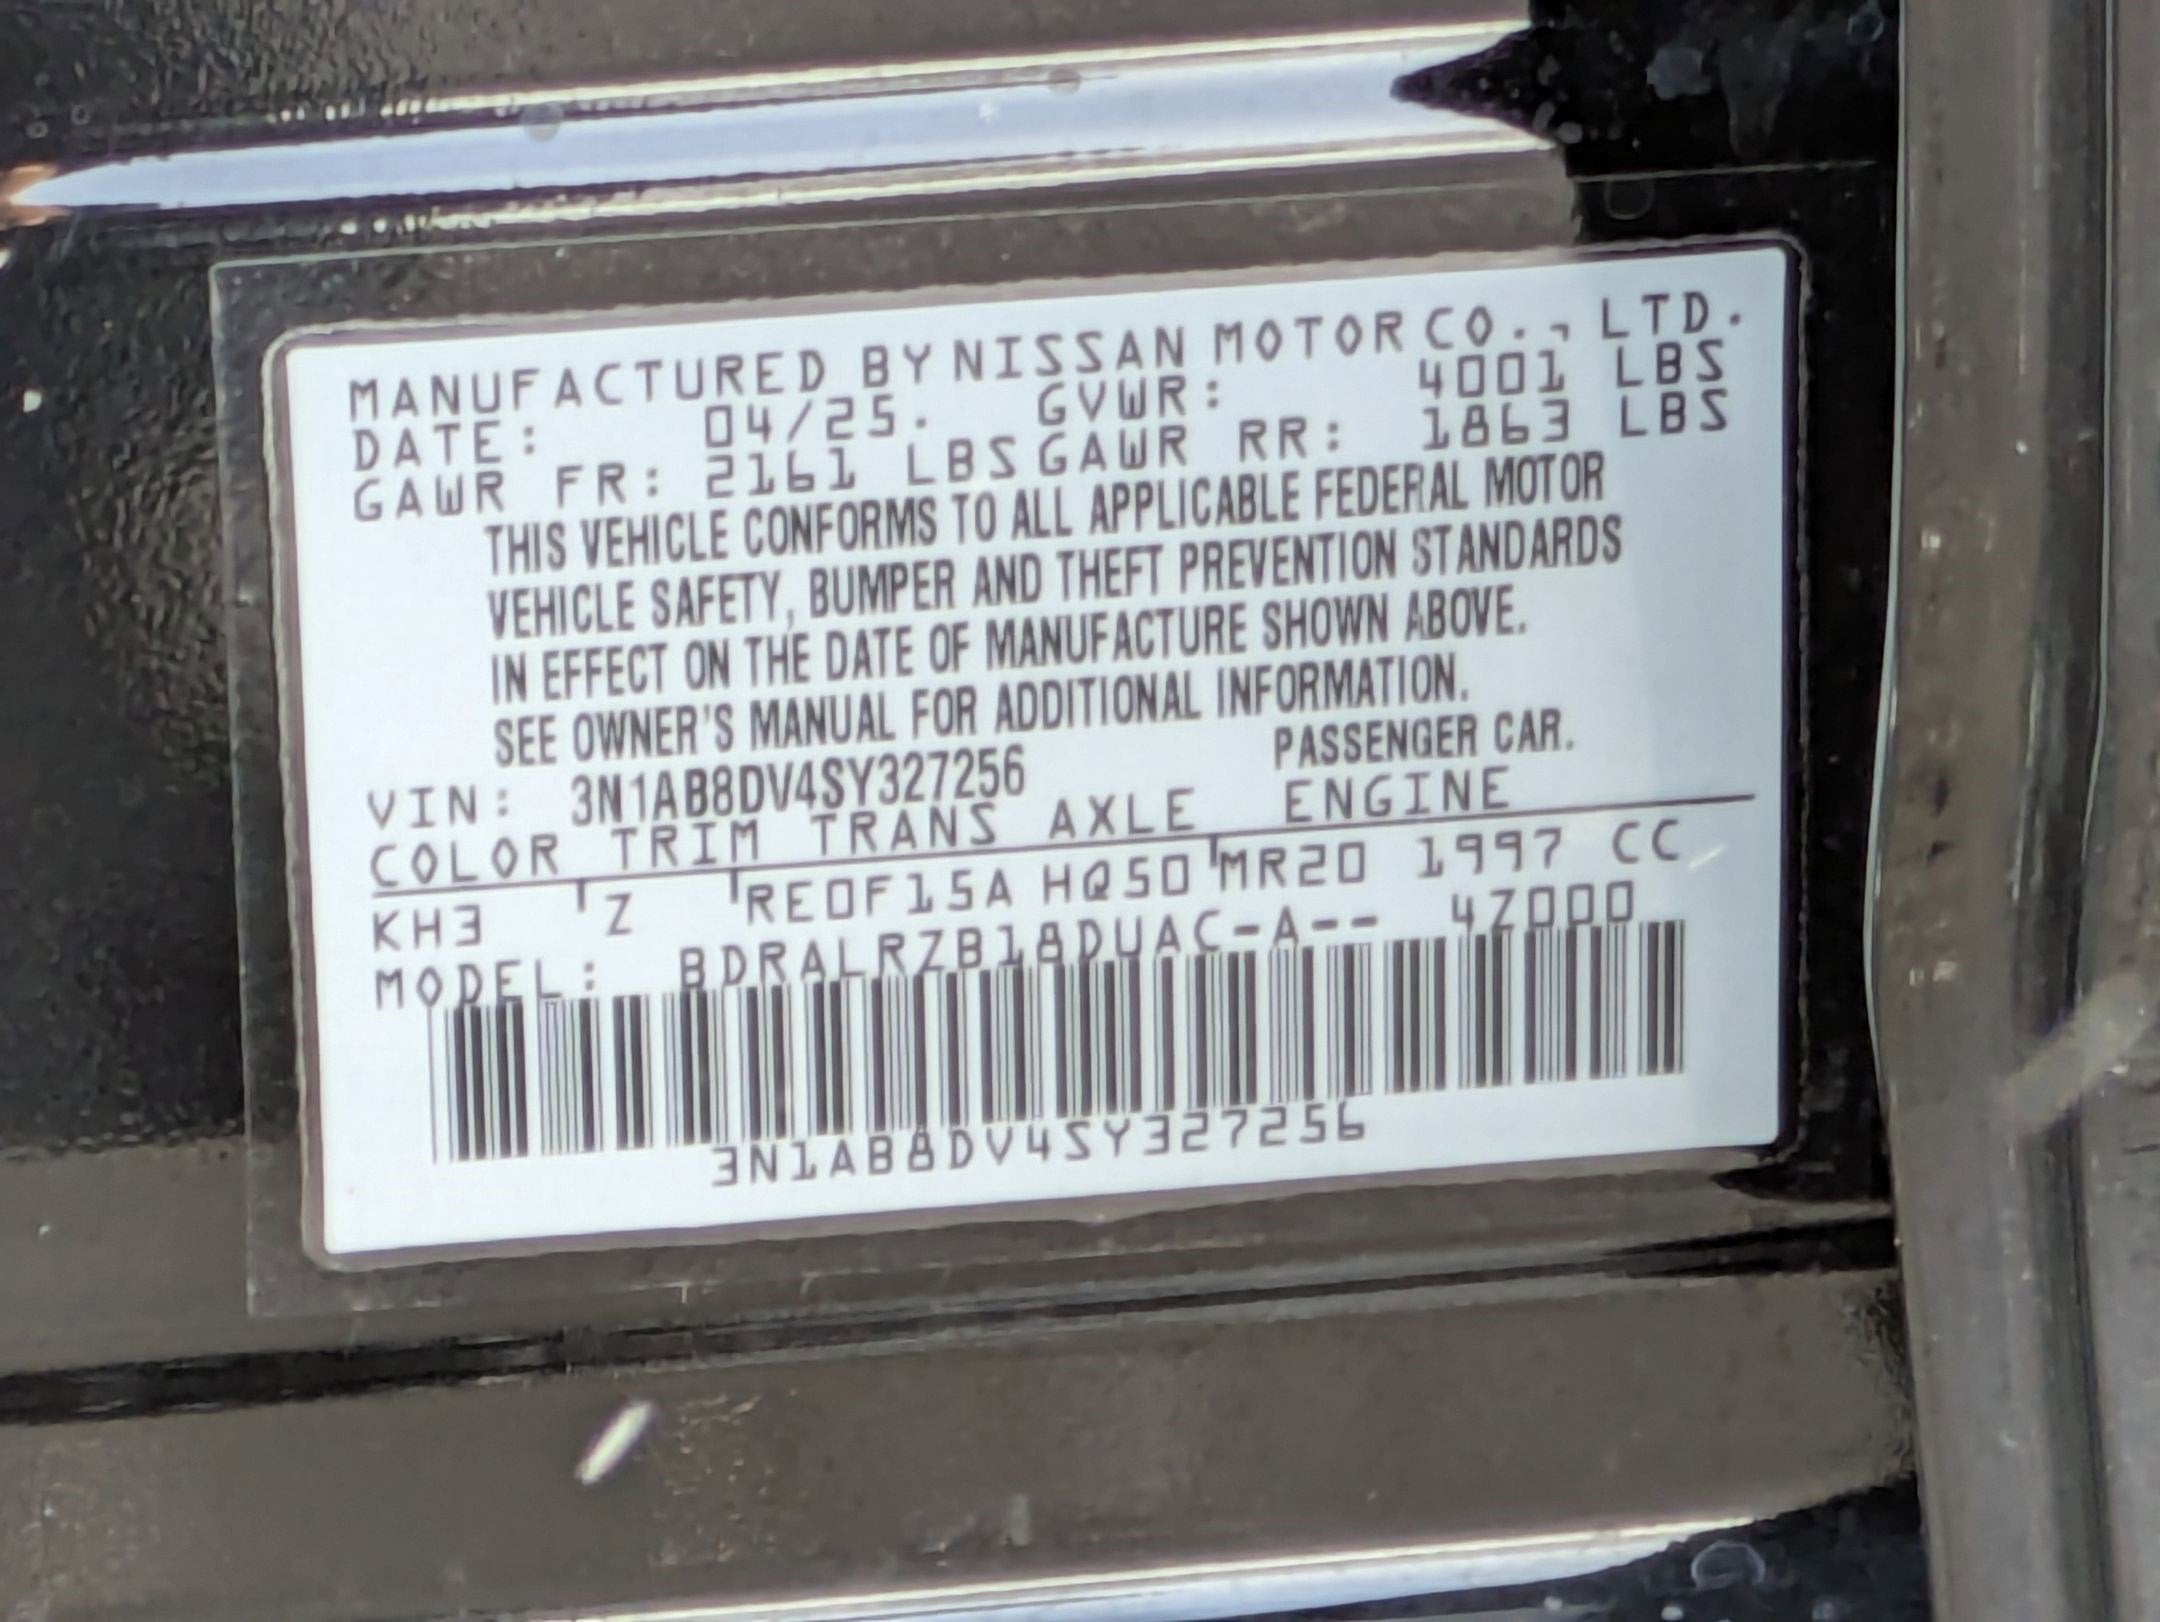 MANUFACTURED BY NISSAN MOTOR CO., LTD.
DATE: 04/25. GVWR: 4001 LBS
GAWR FR: 2161 LBS GAWR RR: 1863 LBS
THIS VEHICLE CONFORMS TO ALL APPLICABLE FEDERAL MOTOR
VEHICLE SAFETY, BUMPER AND THEFT PREVENTION STANDARDS
IN EFFECT ON THE DATE OF MANUFACTURE SHOWN ABOVE.
SEE OWNER'S MANUAL FOR ADDITIONAL INFORMATION.
VIN: 3N1AB8DV4SY327256 PASSENGER CAR.
COLOR TRIM TRANS AXLE ENGINE
KH3 Z RE0F15A HQ50 MR20 1997 CC
MODEL: BDRALRZB18DUAC-A-- 4Z000
3N1AB8DV4SY327256